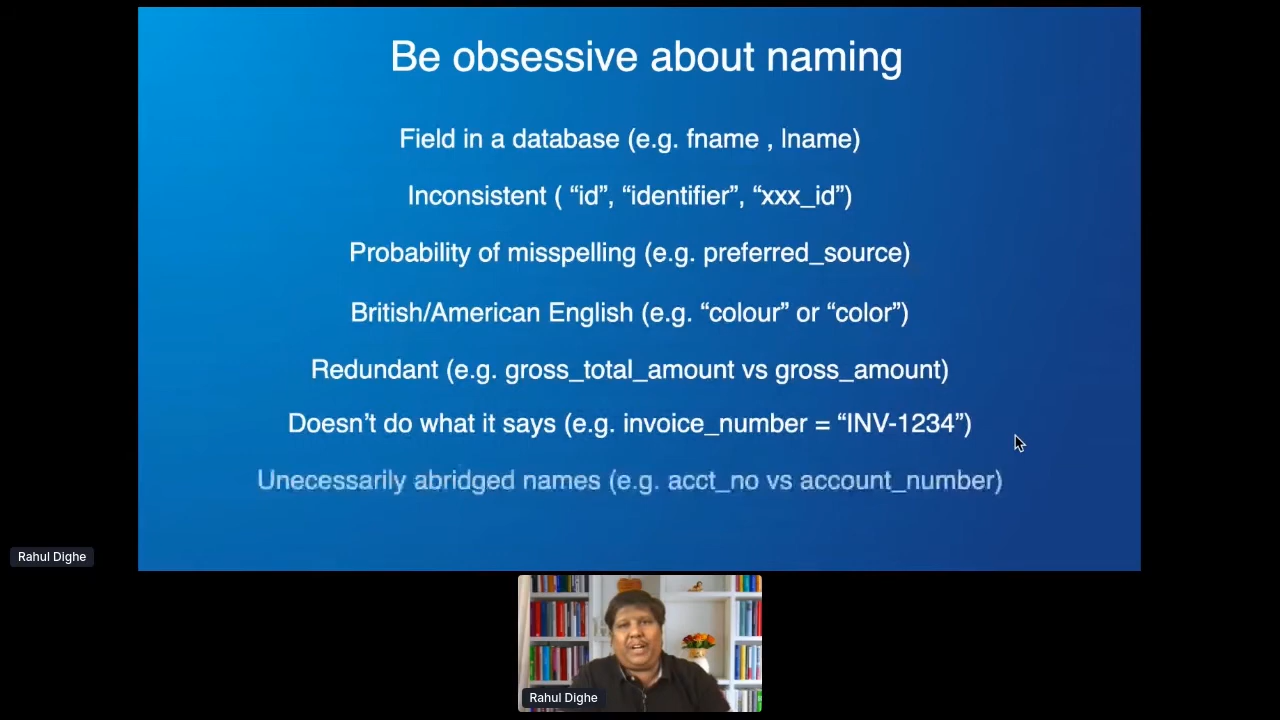 Be obsessive about naming
Field in a database (e.g. fname , lname)
Inconsistent ( “id”, “identifier”, “xxx_id”)
Probability of misspelling (e.g. preferred_source)
British/American English (e.g. “colour” or “color”)
Redundant (e.g. gross_total_amount vs gross_amount)
Doesn’t do what it says (e.g. invoice_number = “INV-1234”)
Unecessarily abridged names (e.g. acct_no vs account_number)
Rahul Dighe
Rahul Dighe